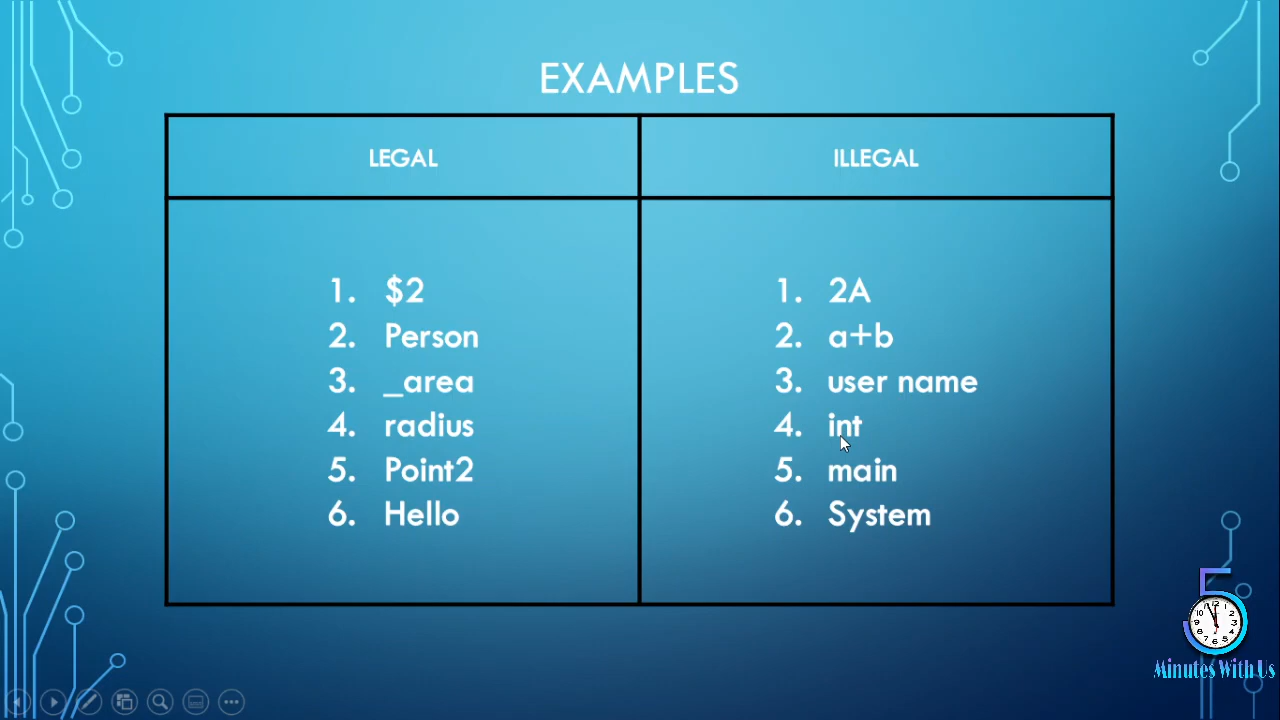 EXAMPLES
LEGAL
ILLEGAL
1. $2
2. Person
3. _area
4. radius
5. Point2
6. Hello
1. 2A
2. a+b
3. user name
4. int
5. main
6. System
5
Minutes With Us